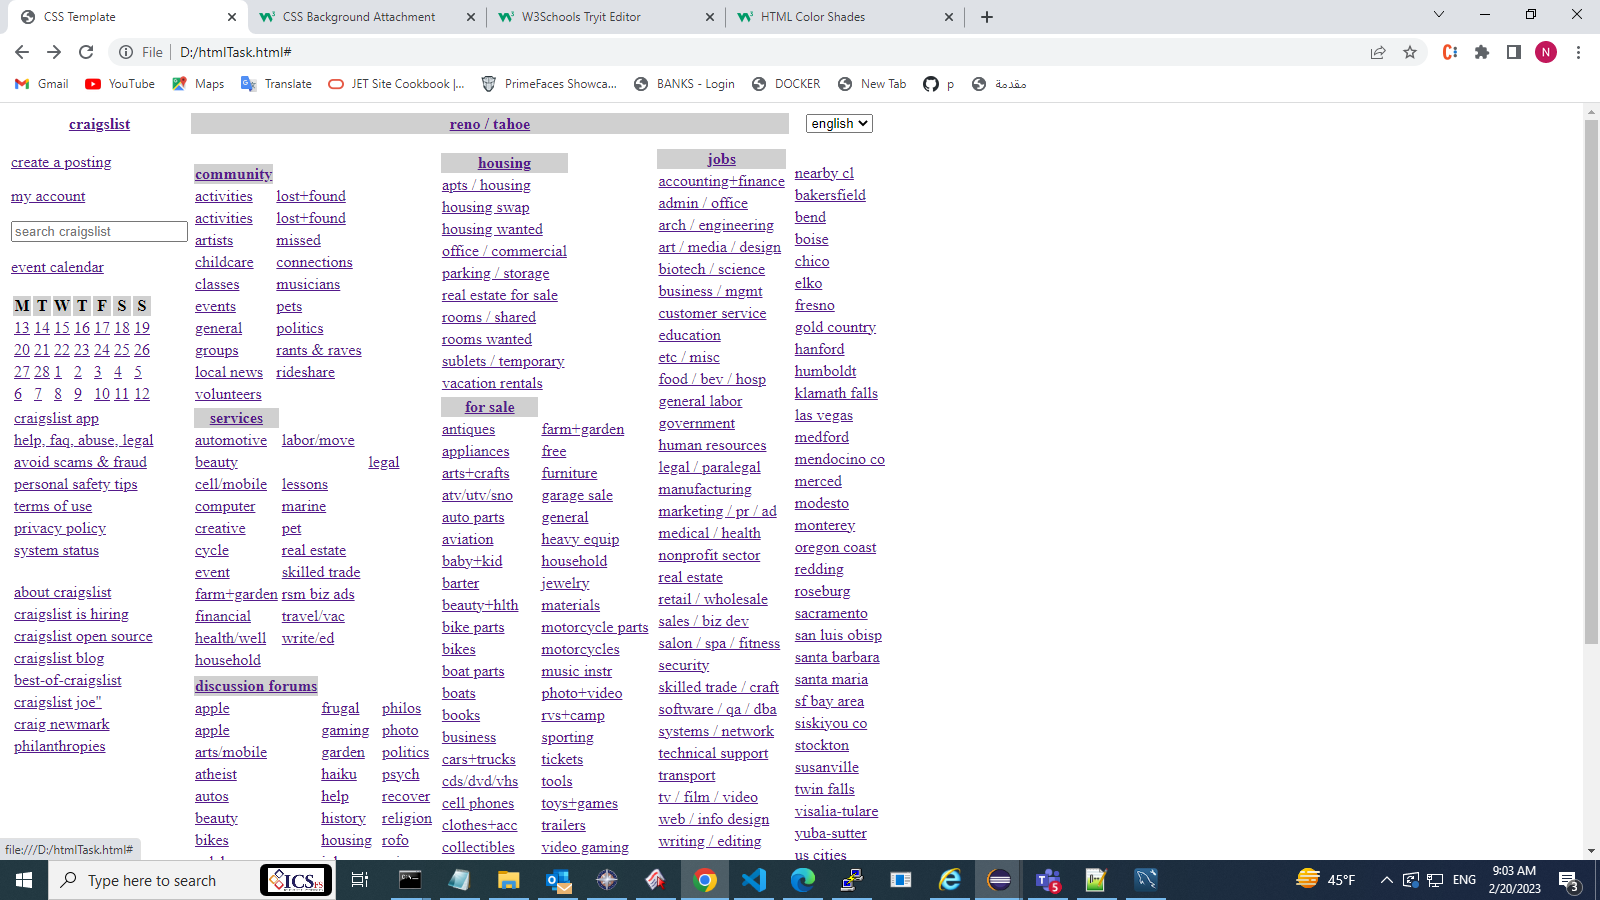 CSS Template
CSS Background Attachment
W3Schools Tryit Editor
HTML Color Shades
File
D:/htmlTask.html#
N
Gmail
YouTube
Maps
Translate
JET Site Cookbook |...
PrimeFaces Showca...
BANKS - Login
DOCKER
New Tab
p
مقدمة
craigslist
reno / tahoe
english
create a posting
my account
search craigslist
event calendar
M T W T F S S
13 14 15 16 17 18 19
20 21 22 23 24 25 26
27 28 1 2 3 4 5
6 7 8 9 10 11 12
craigslist app
help, faq, abuse, legal
avoid scams & fraud
personal safety tips
terms of use
privacy policy
system status
about craigslist
craigslist is hiring
craigslist open source
craigslist blog
best-of-craigslist
craigslist joe"
craig newmark
philanthropies
community
activities lost+found
activities lost+found
artists missed
childcare connections
classes musicians
events pets
general politics
groups rants & raves
local news rideshare
volunteers
services
automotive labor/move
beauty legal
cell/mobile lessons
computer marine
creative pet
cycle real estate
event skilled trade
farm+garden rsm biz ads
financial travel/vac
health/well write/ed
household
discussion forums
apple frugal philos
apple gaming photo
arts/mobile garden politics
atheist haiku psych
autos help recover
beauty history religion
bikes housing rofo
housing
apts / housing
housing swap
housing wanted
office / commercial
parking / storage
real estate for sale
rooms / shared
rooms wanted
sublets / temporary
vacation rentals
for sale
antiques farm+garden
appliances free
arts+crafts furniture
atv/utv/sno garage sale
auto parts general
aviation heavy equip
baby+kid household
barter jewelry
beauty+hlth materials
bike parts motorcycle parts
bikes motorcycles
boat parts music instr
boats photo+video
books rvs+camp
business sporting
cars+trucks tickets
cds/dvd/vhs tools
cell phones toys+games
clothes+acc trailers
collectibles video gaming
jobs
accounting+finance
admin / office
arch / engineering
art / media / design
biotech / science
business / mgmt
customer service
education
etc / misc
food / bev / hosp
general labor
government
human resources
legal / paralegal
manufacturing
marketing / pr / ad
medical / health
nonprofit sector
real estate
retail / wholesale
sales / biz dev
salon / spa / fitness
security
skilled trade / craft
software / qa / dba
systems / network
technical support
transport
tv / film / video
web / info design
writing / editing
nearby cl
bakersfield
bend
boise
chico
elko
fresno
gold country
hanford
humboldt
klamath falls
las vegas
medford
mendocino co
merced
modesto
monterey
oregon coast
redding
roseburg
sacramento
san luis obisp
santa barbara
santa maria
sf bay area
siskiyou co
stockton
susanville
twin falls
visalia-tulare
yuba-sutter
us cities
file:///D:/htmlTask.html#
Type here to search
ICSFS
5
45°F
ENG
9:03 AM
2/20/2023
3